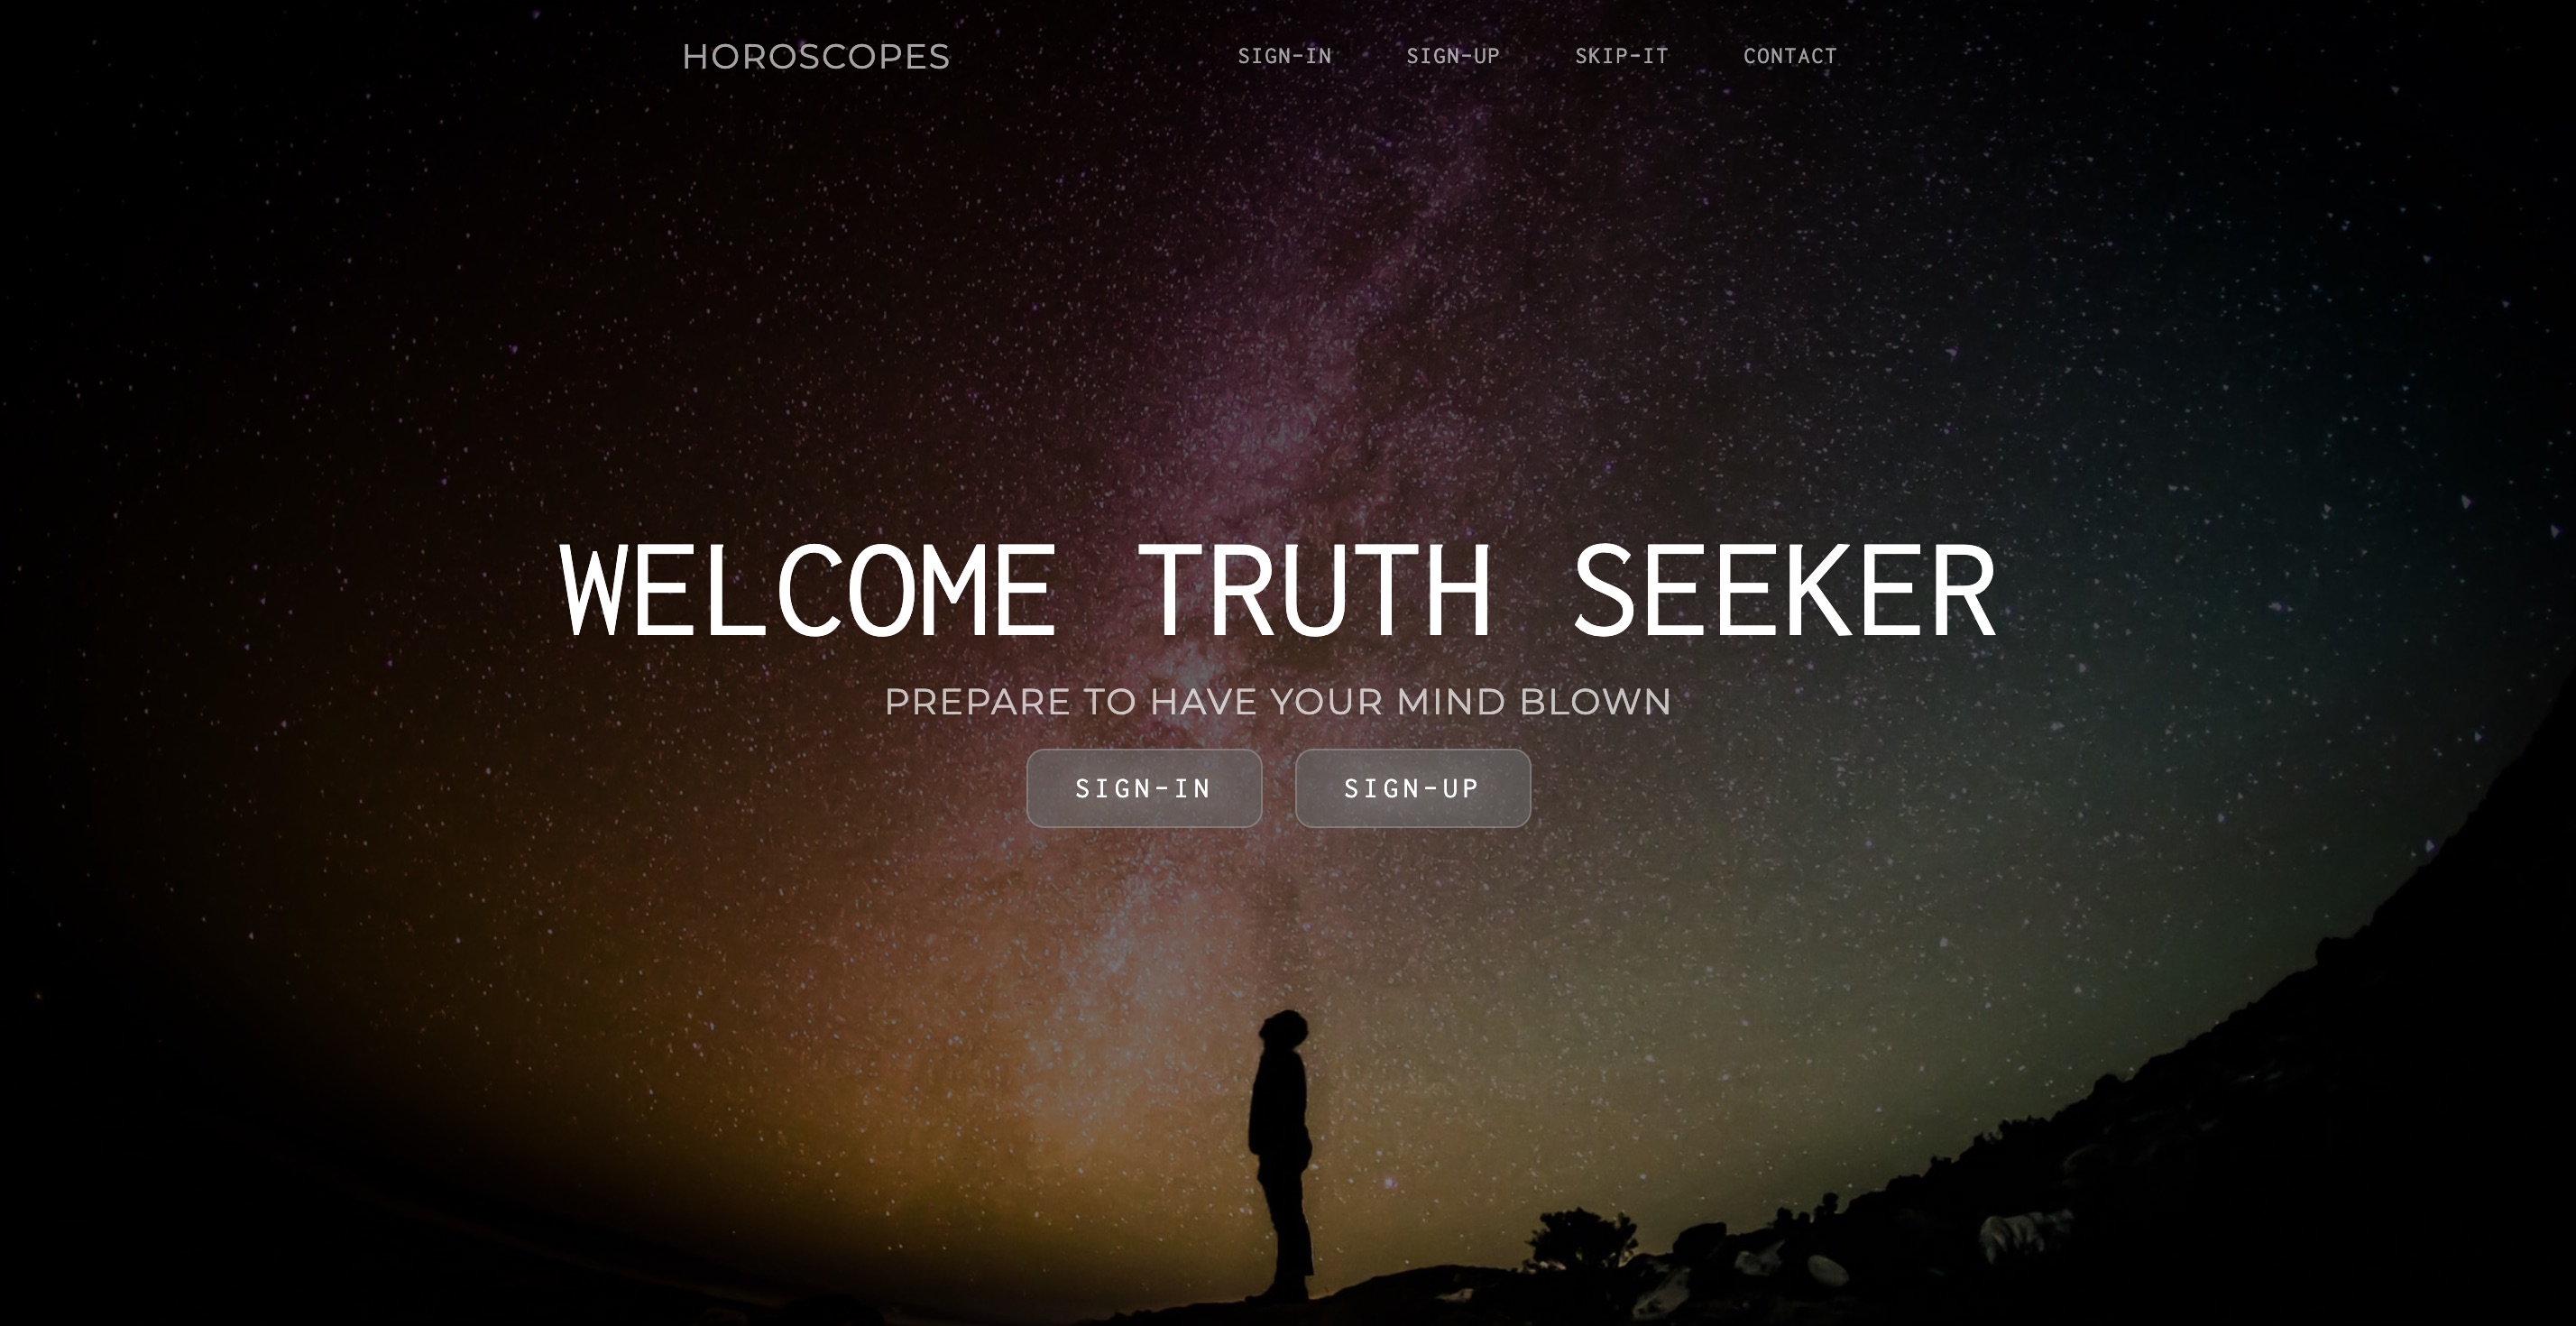 HOROSCOPES
SIGN-IN SIGN-UP SKIP-IT CONTACT
WELCOME TRUTH SEEKER
PREPARE TO HAVE YOUR MIND BLOWN
SIGN-IN SIGN-UP